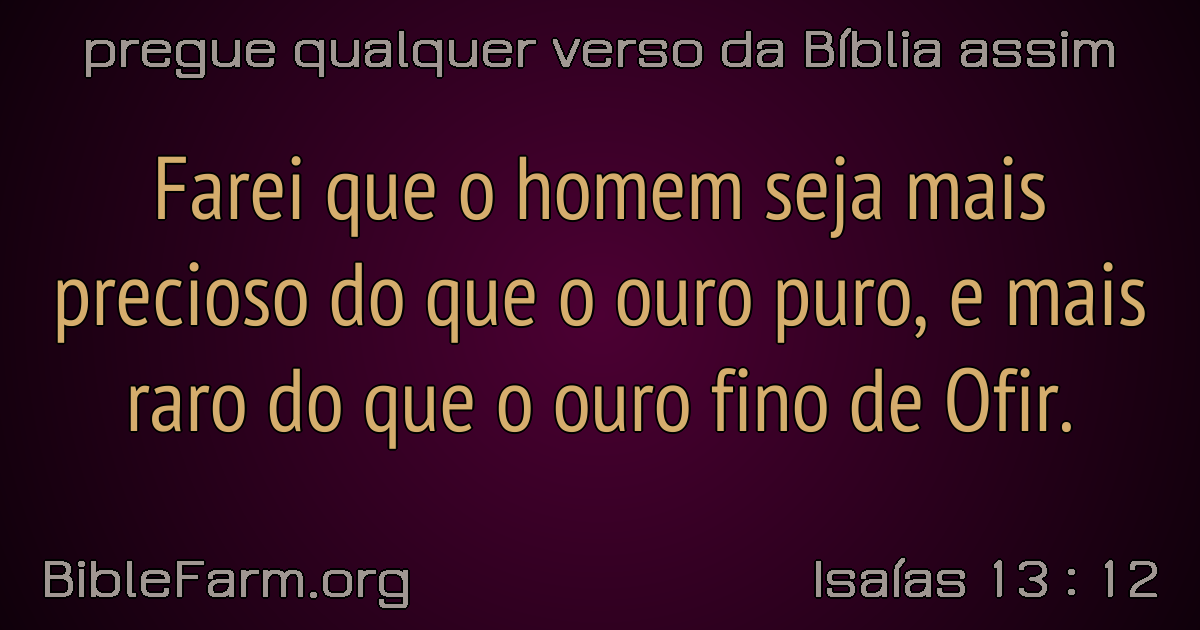 pregue qualquer verso da Bíblia assim
Farei que o homem seja mais
precioso do que o ouro puro, e mais
raro do que o ouro fino de Ofir.
BibleFarm.org
Isaías 13 : 12